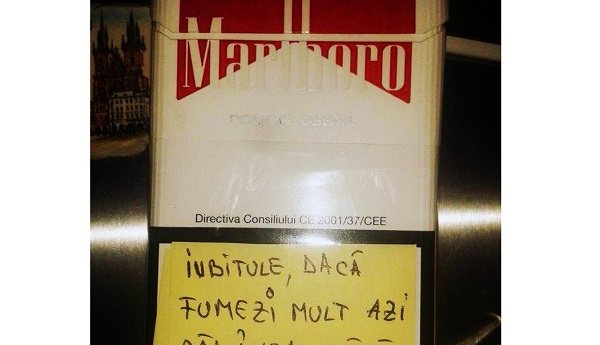 Marlboro
Directiva Consiliului CE 2001/37/CEE
IUBITULE, DACĂ
FUMEZI MULT AZI